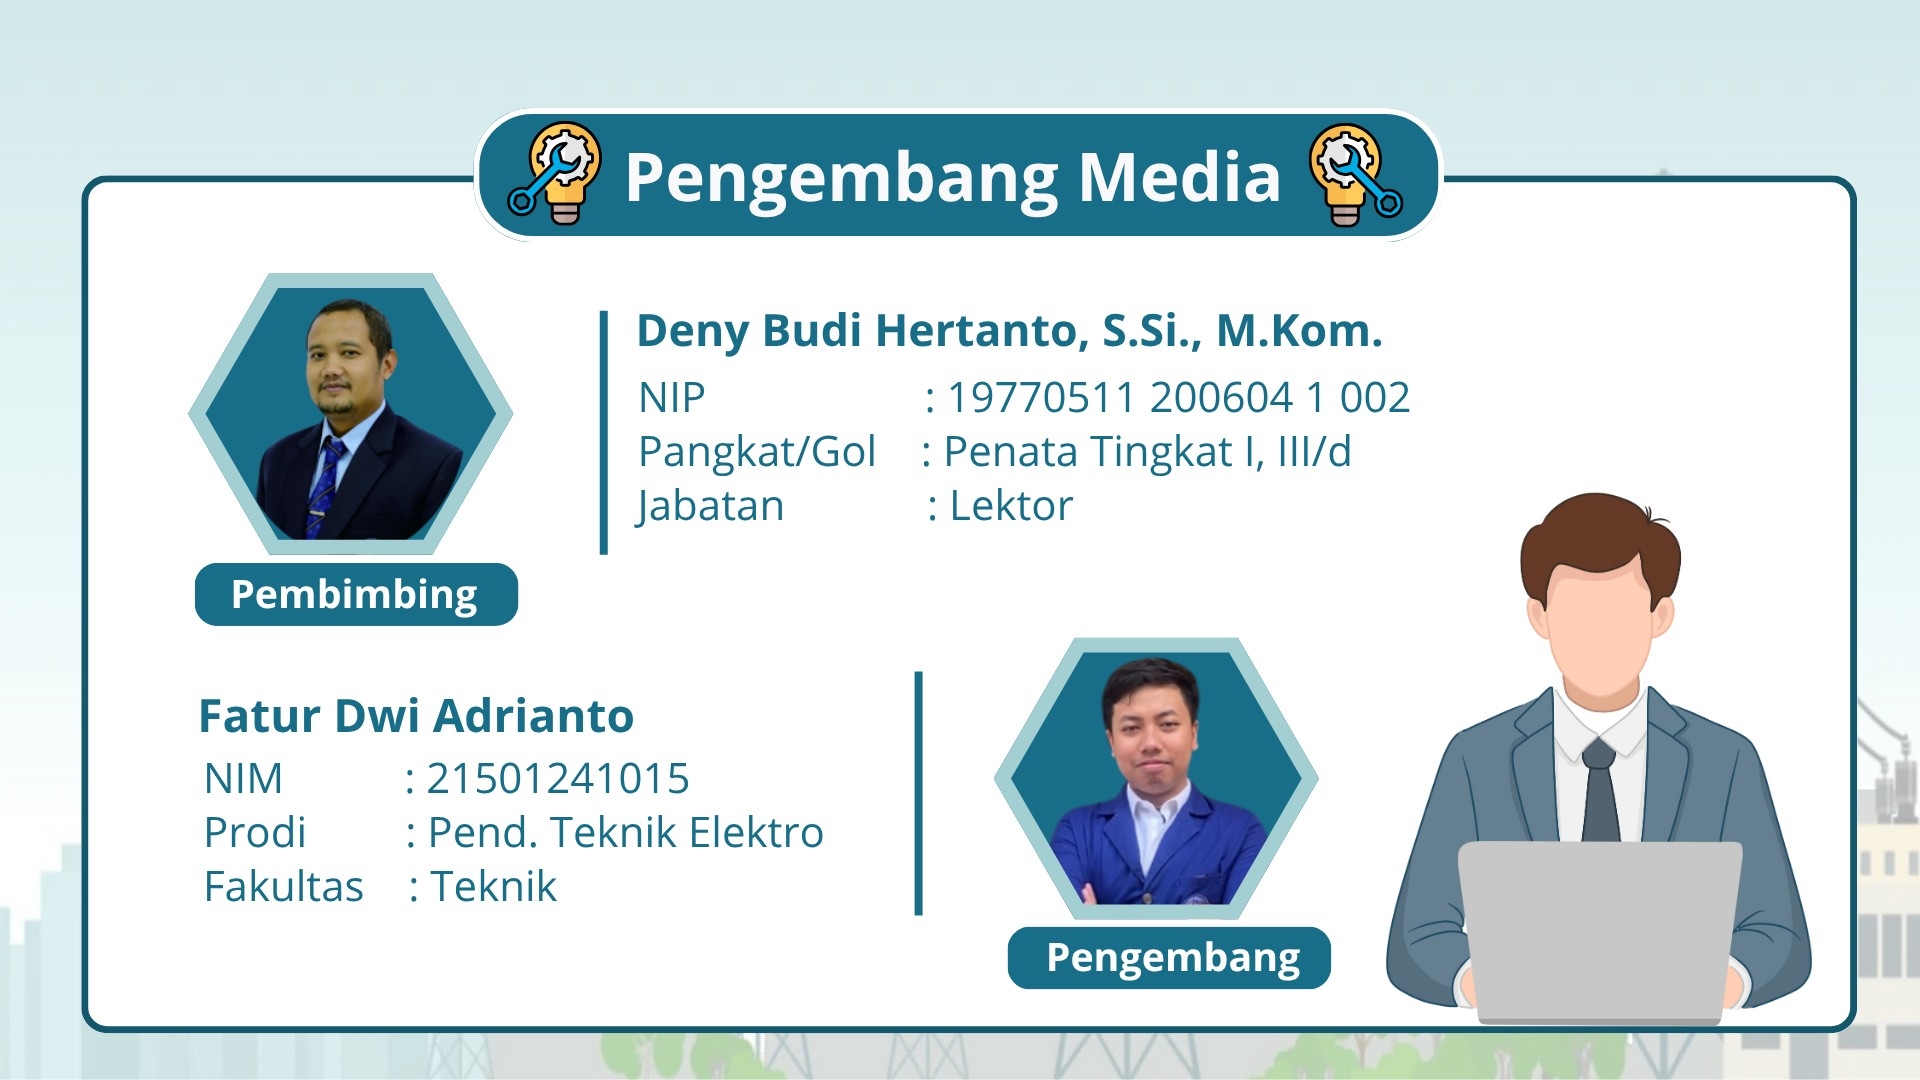 Pengembang Media
Deny Budi Hertanto, S.Si., M.Kom.
NIP : 19770511 200604 1 002
Pangkat/Gol : Penata Tingkat I, III/d
Jabatan : Lektor
Pembimbing
Fatur Dwi Adrianto
NIM : 21501241015
Prodi : Pend. Teknik Elektro
Fakultas : Teknik
Pengembang